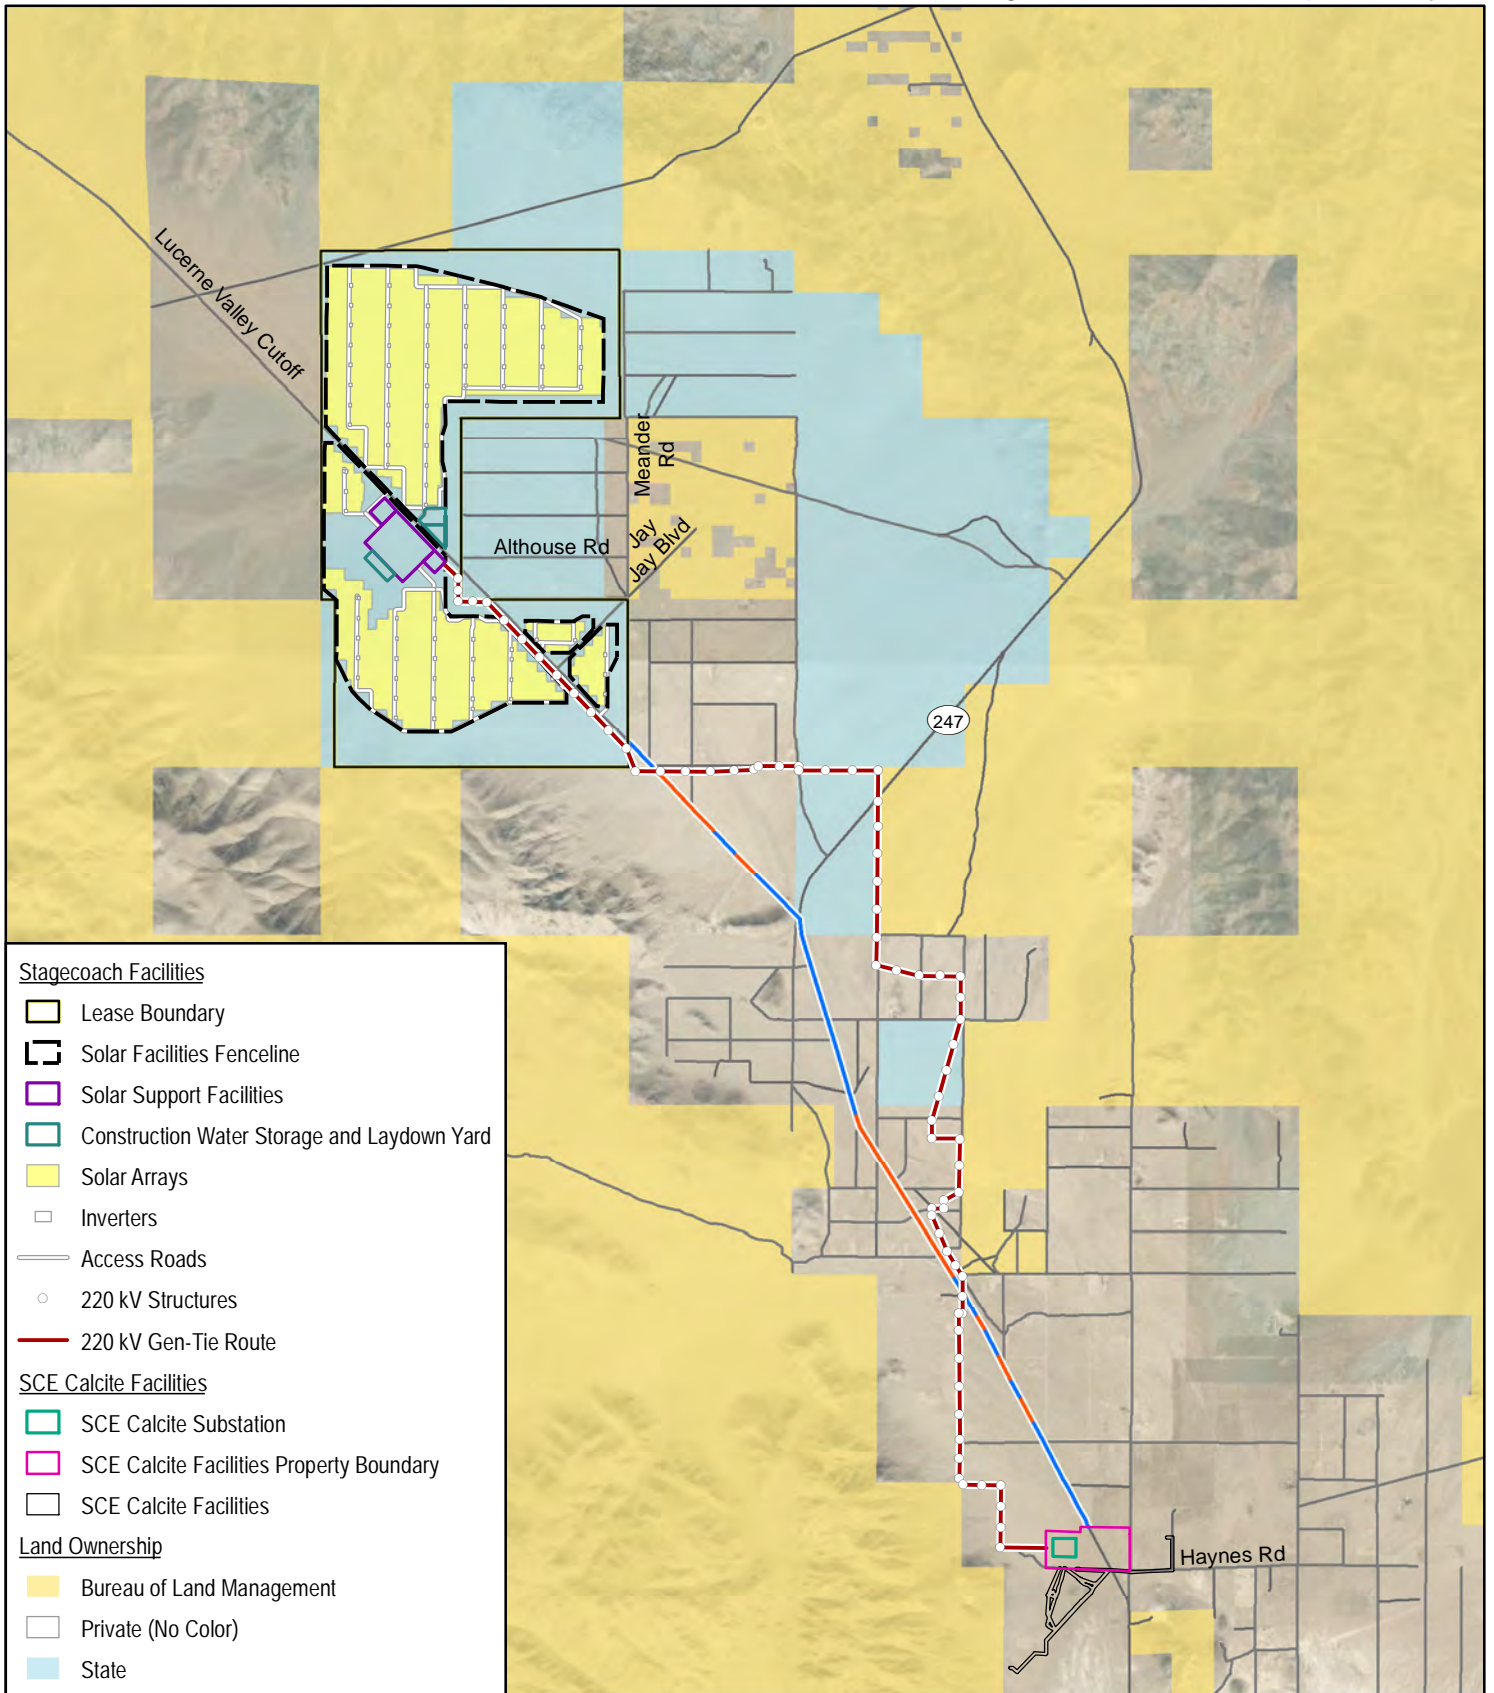 Lucerne Valley Cutoff
Meander
Rd
Althouse Rd
Jay
Jay Blvd
247
Haynes Rd
Stagecoach Facilities
Lease Boundary
Solar Facilities Fenceline
Solar Support Facilities
Construction Water Storage and Laydown Yard
Solar Arrays
Inverters
Access Roads
220 kV Structures
220 kV Gen-Tie Route
SCE Calcite Facilities
SCE Calcite Substation
SCE Calcite Facilities Property Boundary
SCE Calcite Facilities
Land Ownership
Bureau of Land Management
Private (No Color)
State